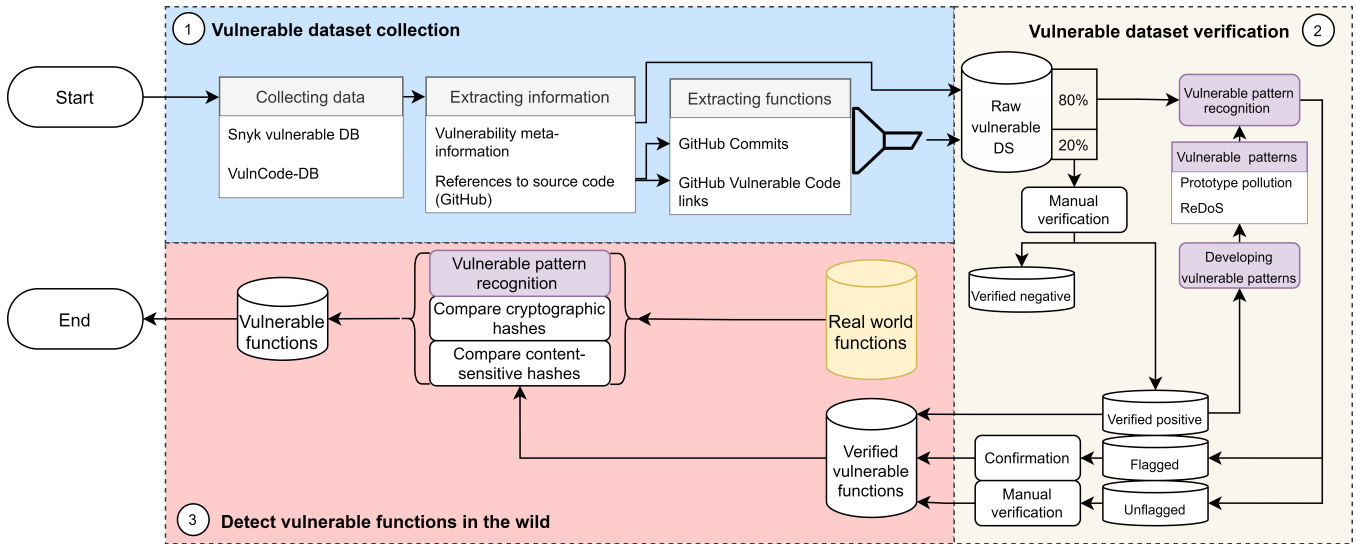 1
Vulnerable dataset collection
Start
Collecting data
Snyk vulnerable DB
VulnCode-DB
Extracting information
Vulnerability meta-
information
References to source code
(GitHub)
Extracting functions
GitHub Commits
GitHub Vulnerable Code
links
Vulnerable dataset verification
2
Raw
vulnerable
DS
80%
20%
Manual
verification
Verified negative
Vulnerable pattern
recognition
Vulnerable patterns
Prototype pollution
ReDoS
Developing
vulnerable patterns
Verified positive
Flagged
Unflagged
Confirmation
Manual
verification
Verified
vulnerable
functions
Real world
functions
Vulnerable pattern
recognition
Compare cryptographic
hashes
Compare content-
sensitive hashes
Vulnerable
functions
End
3
Detect vulnerable functions in the wild